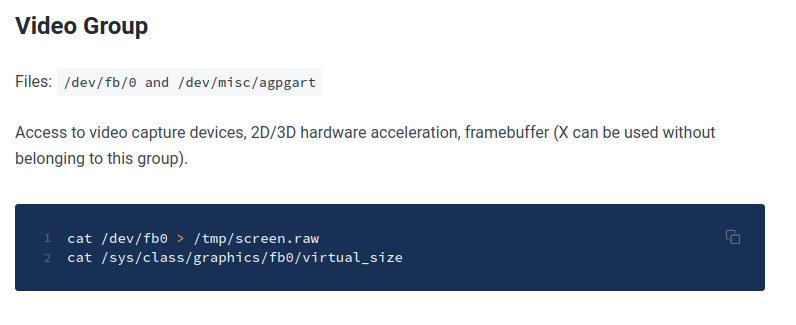 Video Group
Files: /dev/fb/0 and /dev/misc/agpgart
Access to video capture devices, 2D/3D hardware acceleration, framebuffer (X can be used without
belonging to this group).
1 cat /dev/fb0 > /tmp/screen.raw
2 cat /sys/class/graphics/fb0/virtual_size